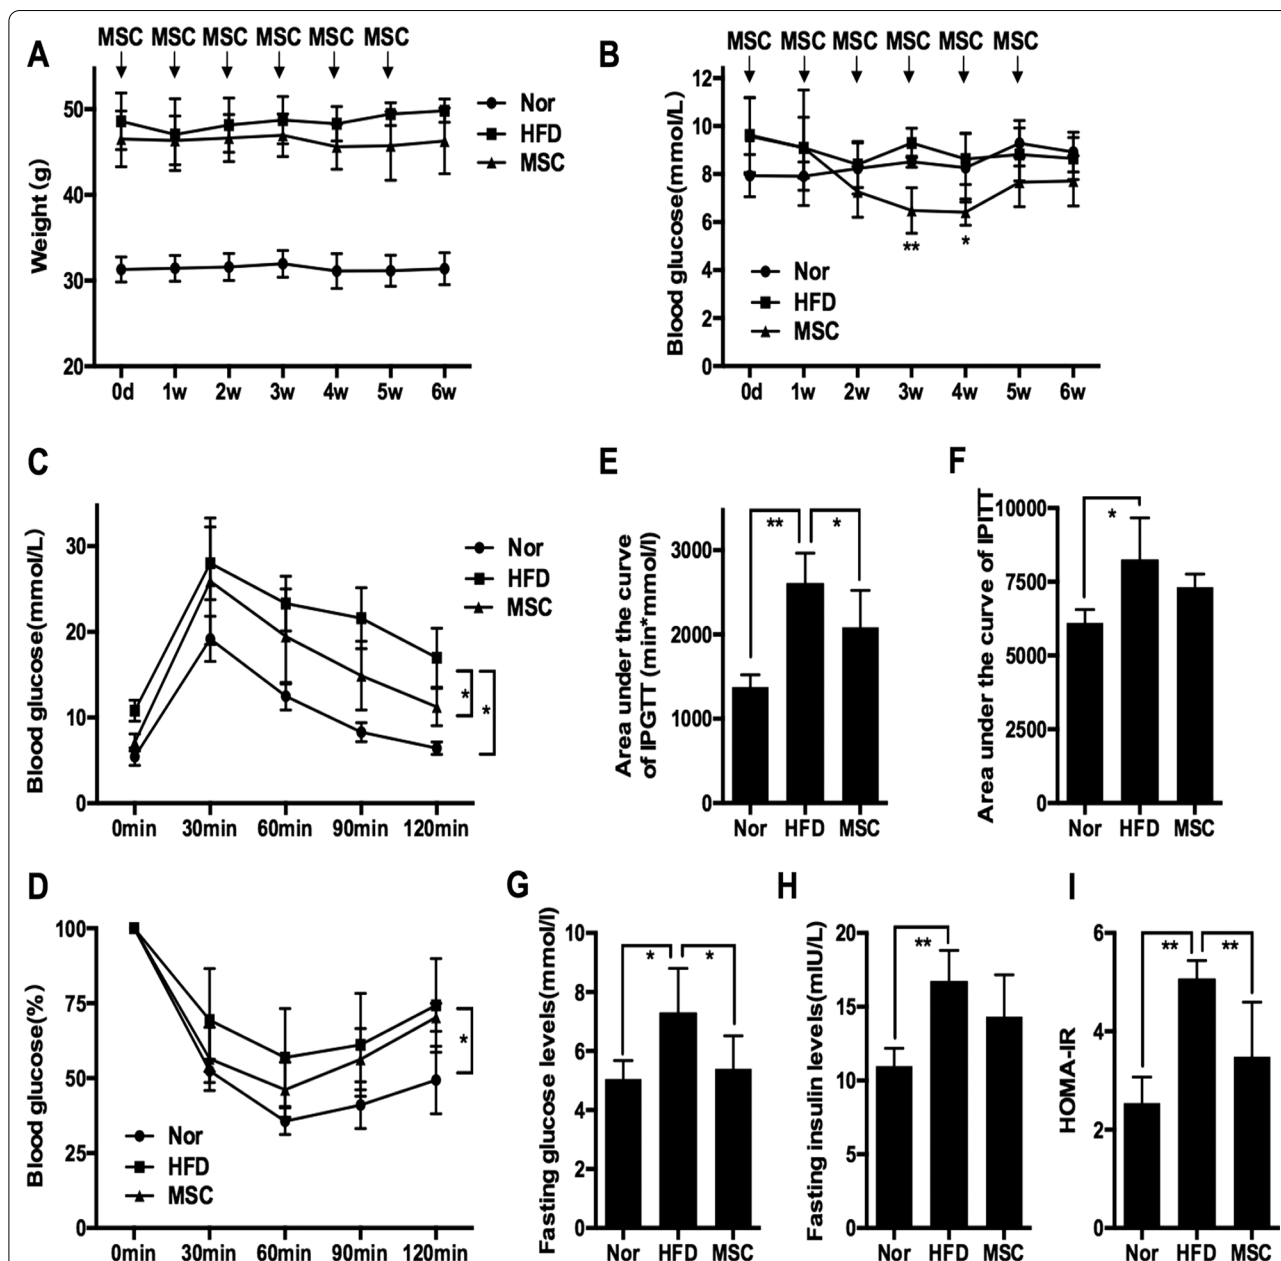 A
MSC MSC MSC MSC MSC MSC
Weight (g)
50
40
30
20
0d 1w 2w 3w 4w 5w 6w
Nor
HFD
MSC
B
MSC MSC MSC MSC MSC MSC
Blood glucose(mmol/L)
12
10
8
6
4
2
0
** *
Nor
HFD
MSC
0d 1w 2w 3w 4w 5w 6w
C
Blood glucose(mmol/L)
30
20
10
0
0min 30min 60min 90min 120min
Nor
HFD
MSC
* *
E
Area under the curve
of IPGTT (min*mmol/l)
3000
2000
1000
0
** *
Nor HFD MSC
F
Area under the curve of IPITT
10000
7500
5000
2500
0
*
Nor HFD MSC
D
Blood glucose(%)
100
75
50
25
0
*
Nor
HFD
MSC
0min 30min 60min 90min 120min
G
Fasting glucose levels(mmol/l)
10
8
6
4
2
0
* *
Nor HFD MSC
H
Fasting insulin levels(mIU/L)
20
15
10
5
0
**
Nor HFD MSC
I
HOMA-IR
6
4
2
0
** **
Nor HFD MSC